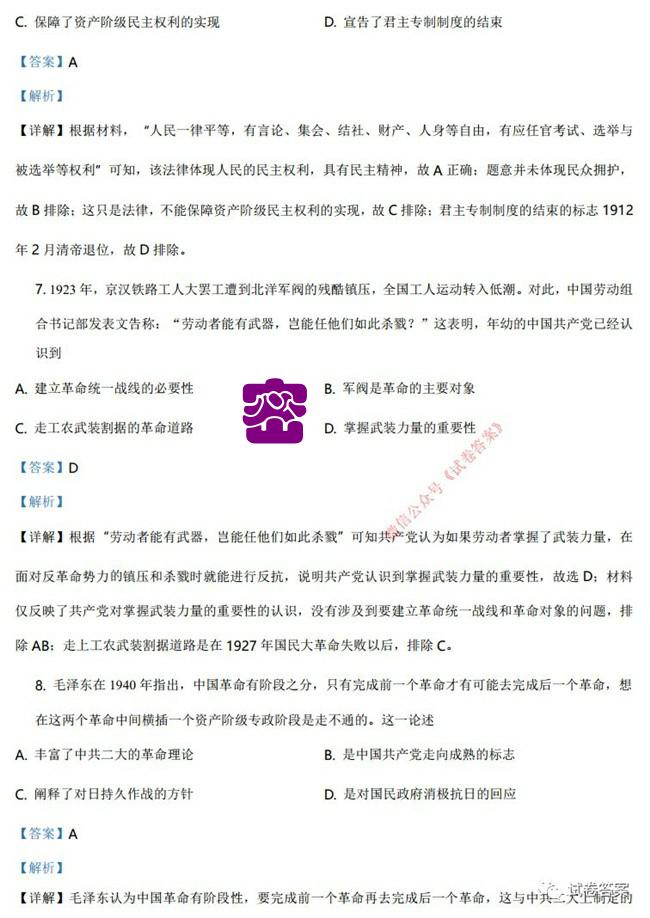 C. 保障了资产阶级民主权利的实现 D. 宣告了君主专制制度的结束
【答案】A
【解析】
【详解】根据材料，“人民一律平等，有言论、集会、结社、财产、人身等自由，有应任官考试、选举与
被选举等权利”可知，该法律体现人民的民主权利，具有民主精神，故A正确；题意并未体现民众拥护，
故B排除；这只是法律，不能保障资产阶级民主权利的实现，故C排除；君主专制制度的结束的标志1912
年2月清帝退位，故D排除。
7. 1923年，京汉铁路工人大罢工遭到北洋军阀的残酷镇压，全国工人运动转入低潮。对此，中国劳动组
合书记部发表文告称：“劳动者能有武器，岂能任他们如此杀戮？”这表明，年幼的中国共产党已经认
识到
A. 建立革命统一战线的必要性 B. 军阀是革命的主要对象
C. 走工农武装割据的革命道路 D. 掌握武装力量的重要性
微信公众号《试卷答案》
【答案】D
【解析】
【详解】根据“劳动者能有武器，岂能任他们如此杀戮”可知共产党认为如果劳动者掌握了武装力量，在
面对反革命势力的镇压和杀戮时就能进行反抗，说明共产党认识到掌握武装力量的重要性，故选D；材料
仅反映了共产党对掌握武装力量的重要性的认识，没有涉及到要建立革命统一战线和革命对象的问题，排
除AB；走上工农武装割据道路是在1927年国民大革命失败以后，排除C。
8. 毛泽东在1940年指出，中国革命有阶段之分，只有完成前一个革命才有可能去完成后一个革命，想
在这两个革命中间横插一个资产阶级专政阶段是走不通的。这一论述
A. 丰富了中共二大的革命理论 B. 是中国共产党走向成熟的标志
C. 阐释了对日持久作战的方针 D. 是对国民政府消极抗日的回应
【答案】A
【解析】
【详解】毛泽东认为中国革命有阶段性，要完成前一个革命再去完成后一个革命，这与中共二大上制定的
试卷答案